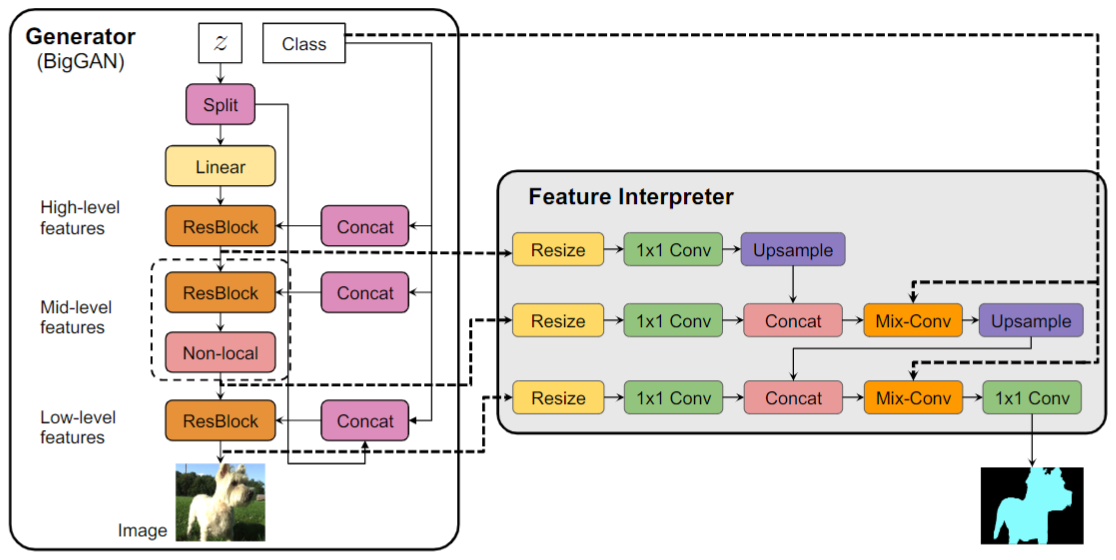 Generator
(BigGAN)
z
Class
Split
Linear
High-level
features
ResBlock
Concat
Mid-level
features
ResBlock
Concat
Non-local
Low-level
features
ResBlock
Concat
Image
Feature Interpreter
Resize
1x1 Conv
Upsample
Resize
1x1 Conv
Concat
Mix-Conv
Upsample
Resize
1x1 Conv
Concat
Mix-Conv
1x1 Conv